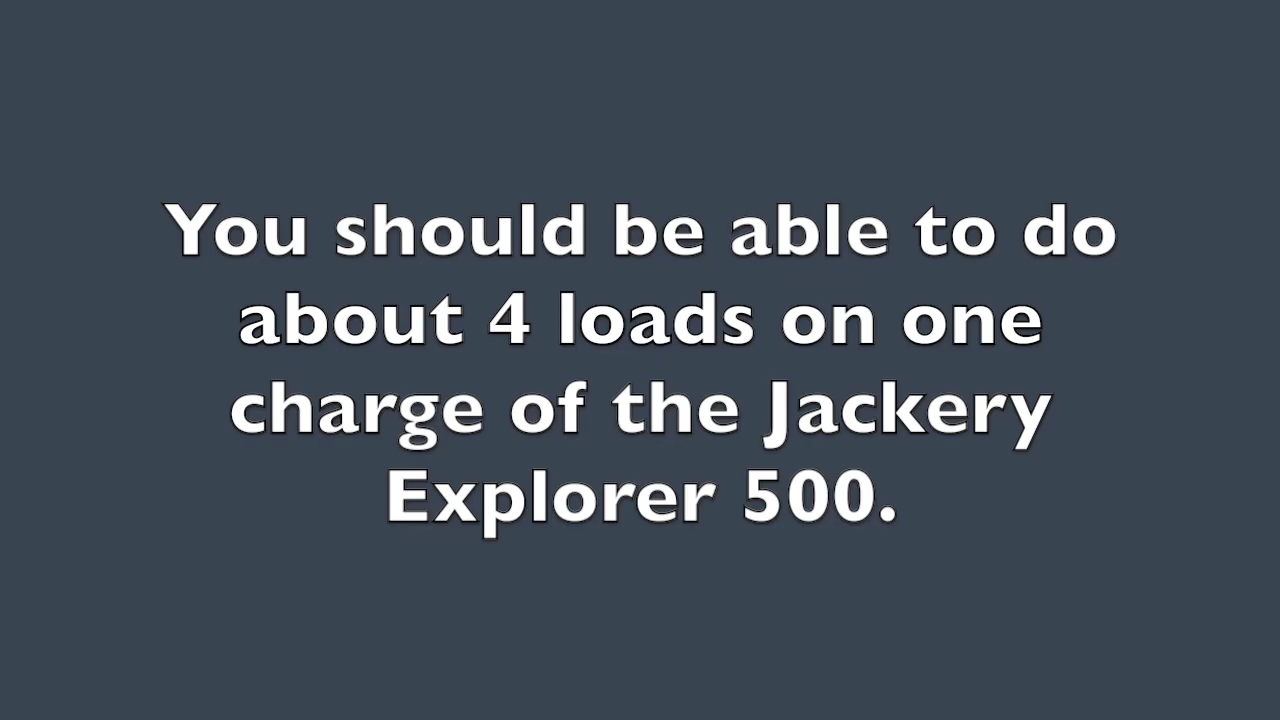 You should be able to do
about 4 loads on one
charge of the Jackery
Explorer 500.